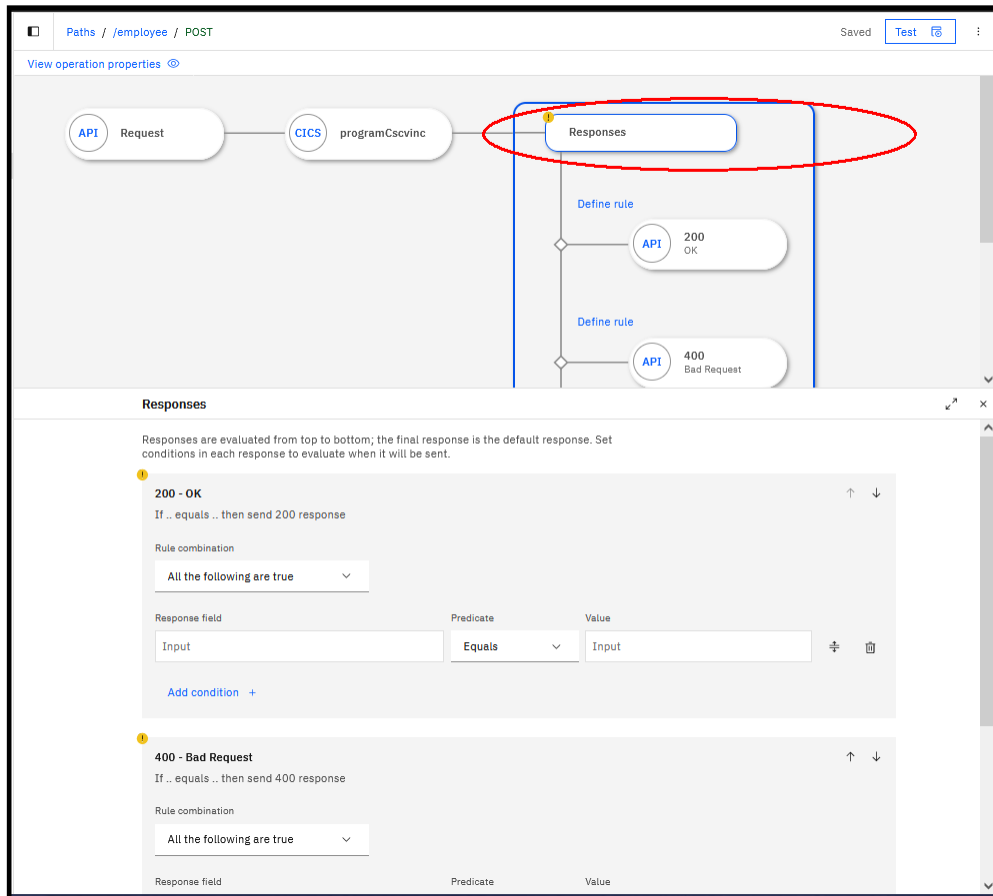 Paths / /employee / POST
Saved
Test
View operation properties
API
Request
CICS
programCscvinc
!
Responses
Define rule
API
200
OK
Define rule
API
400
Bad Request
Responses
Responses are evaluated from top to bottom; the final response is the default response. Set
conditions in each response to evaluate when it will be sent.
!
200 - OK
If .. equals .. then send 200 response
Rule combination
All the following are true
Response field
Predicate
Value
Input
Equals
Input
Add condition +
!
400 - Bad Request
If .. equals .. then send 400 response
Rule combination
All the following are true
Response field
Predicate
Value